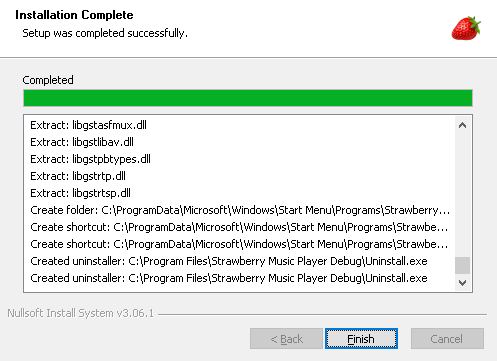 Installation Complete
Setup was completed successfully.
Completed
Extract: libgstasfmux.dll
Extract: libgstlibav.dll
Extract: libgstpbtypes.dll
Extract: libgstrtp.dll
Extract: libgstrtsp.dll
Create folder: C:\ProgramData\Microsoft\Windows\Start Menu\Programs\Strawberry...
Create shortcut: C:\ProgramData\Microsoft\Windows\Start Menu\Programs\Strawbe...
Create shortcut: C:\ProgramData\Microsoft\Windows\Start Menu\Programs\Strawbe...
Created uninstaller: C:\Program Files\Strawberry Music Player Debug\Uninstall.exe
Created uninstaller: C:\Program Files\Strawberry Music Player Debug\Uninstall.exe
Nullsoft Install System v3.06.1
< Back Finish Cancel